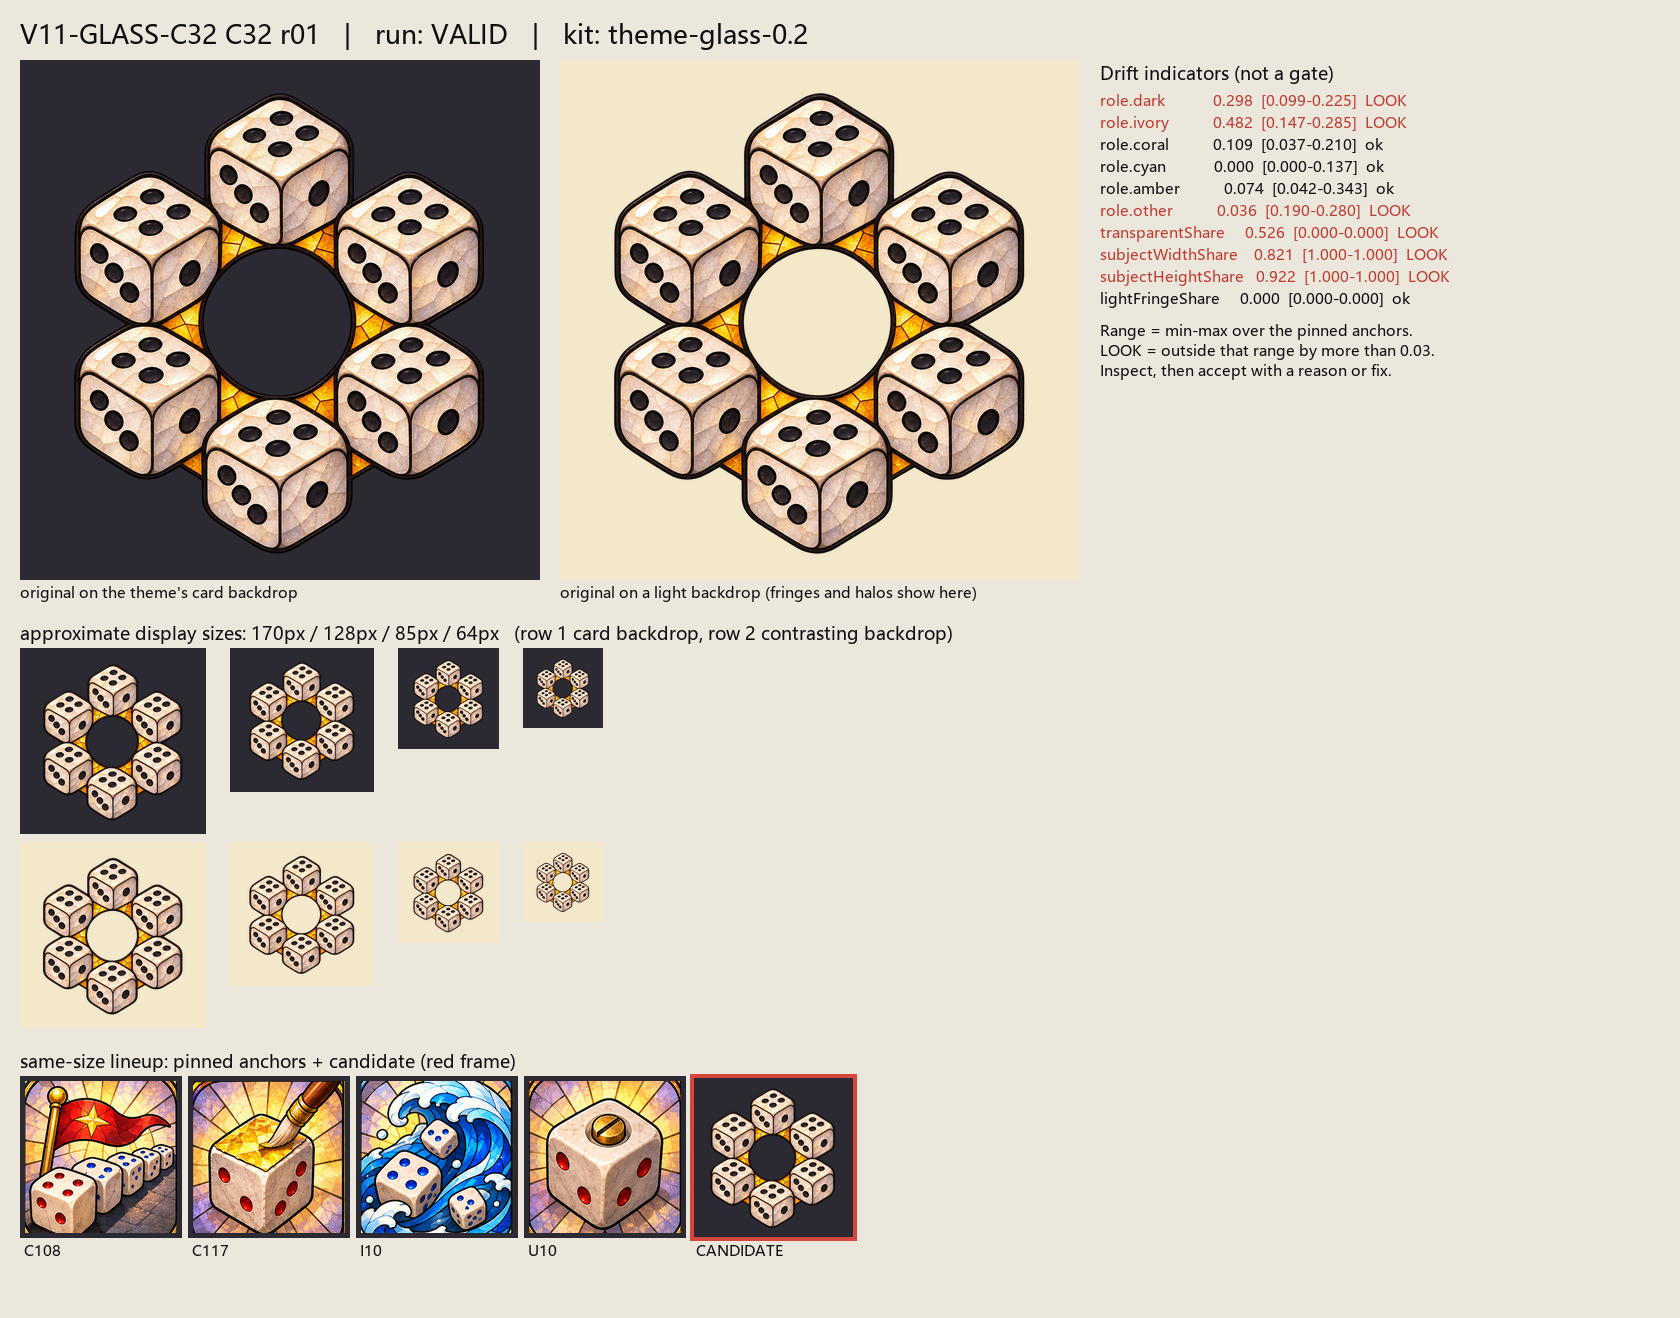 V11-GLASS-C32 C32 r01 | run: VALID | kit: theme-glass-0.2
Drift indicators (not a gate)
role.dark 0.298 [0.099-0.225] LOOK
role.ivory 0.482 [0.147-0.285] LOOK
role.coral 0.109 [0.037-0.210] ok
role.cyan 0.000 [0.000-0.137] ok
role.amber 0.074 [0.042-0.343] ok
role.other 0.036 [0.190-0.280] LOOK
transparentShare 0.526 [0.000-0.000] LOOK
subjectWidthShare 0.821 [1.000-1.000] LOOK
subjectHeightShare 0.922 [1.000-1.000] LOOK
lightFringeShare 0.000 [0.000-0.000] ok
Range = min-max over the pinned anchors.
LOOK = outside that range by more than 0.03.
Inspect, then accept with a reason or fix.
original on the theme's card backdrop
original on a light backdrop (fringes and halos show here)
approximate display sizes: 170px / 128px / 85px / 64px (row 1 card backdrop, row 2 contrasting backdrop)
same-size lineup: pinned anchors + candidate (red frame)
C108
C117
I10
U10
CANDIDATE